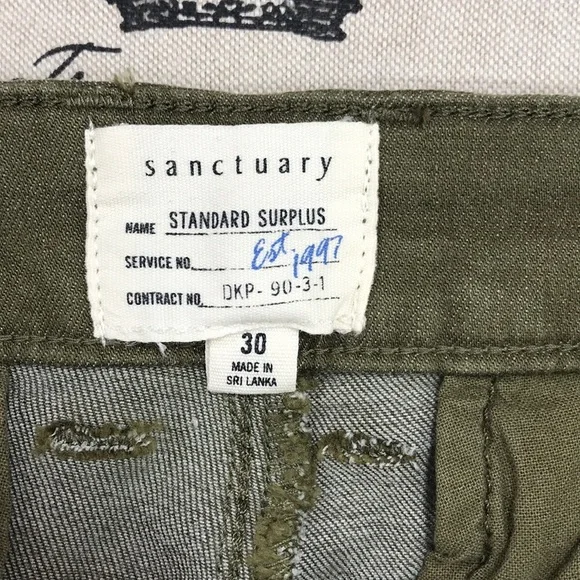 sanctuary
NAME STANDARD SURPLUS
SERVICE NO. Est. 1997
CONTRACT NO. DKP-90-3-1
30
MADE IN
SRI LANKA